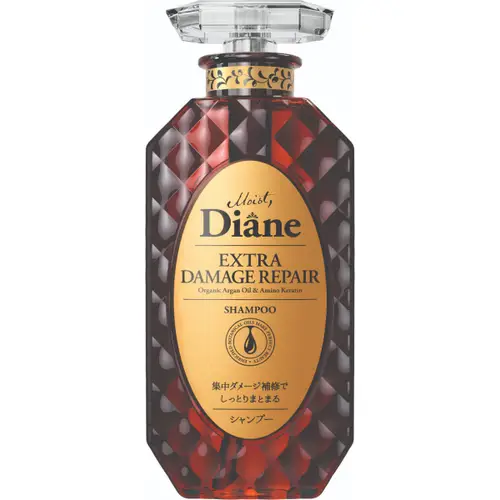 Moist,
Diane
EXTRA
DAMAGE REPAIR
Organic Argan Oil & Amino Keratin
SHAMPOO
集中ダメージ補修で
しっとりまとまる
シャンプー